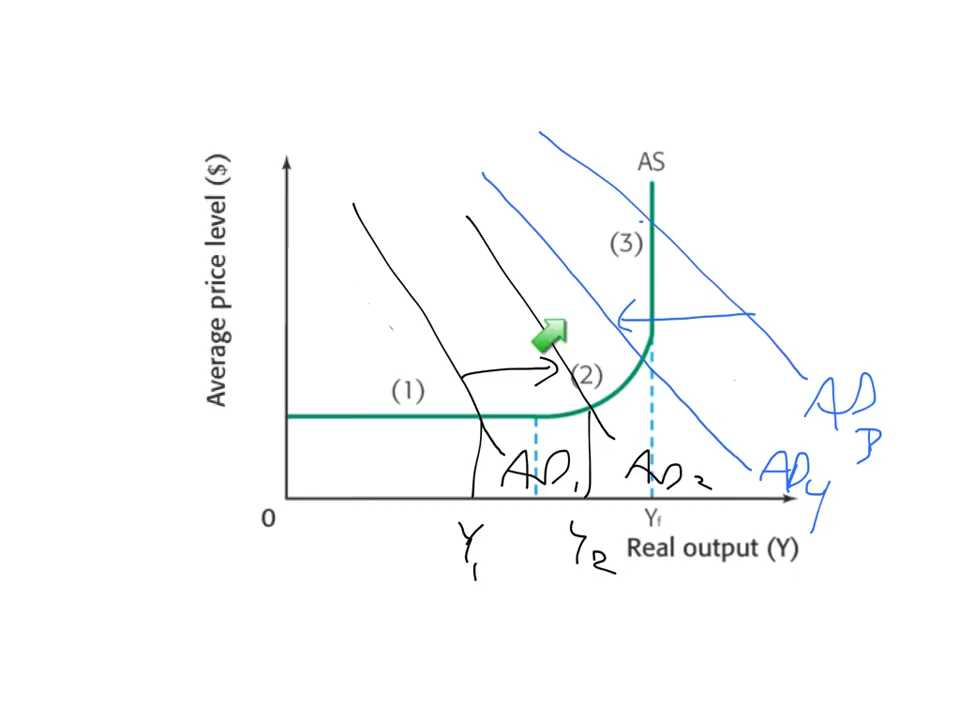 Average price level ($)
AS
(3)
(2)
(1)
AD3
AD1
AD2
AD4
0
Yf
Y1
Y2
Real output (Y)